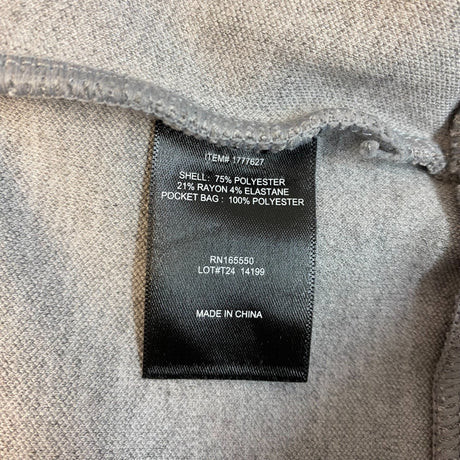 ITEM# 1777627
SHELL: 75% POLYESTER
21% RAYON 4% ELASTANE
POCKET BAG : 100% POLYESTER
RN165550
LOT#T24 14199
MADE IN CHINA